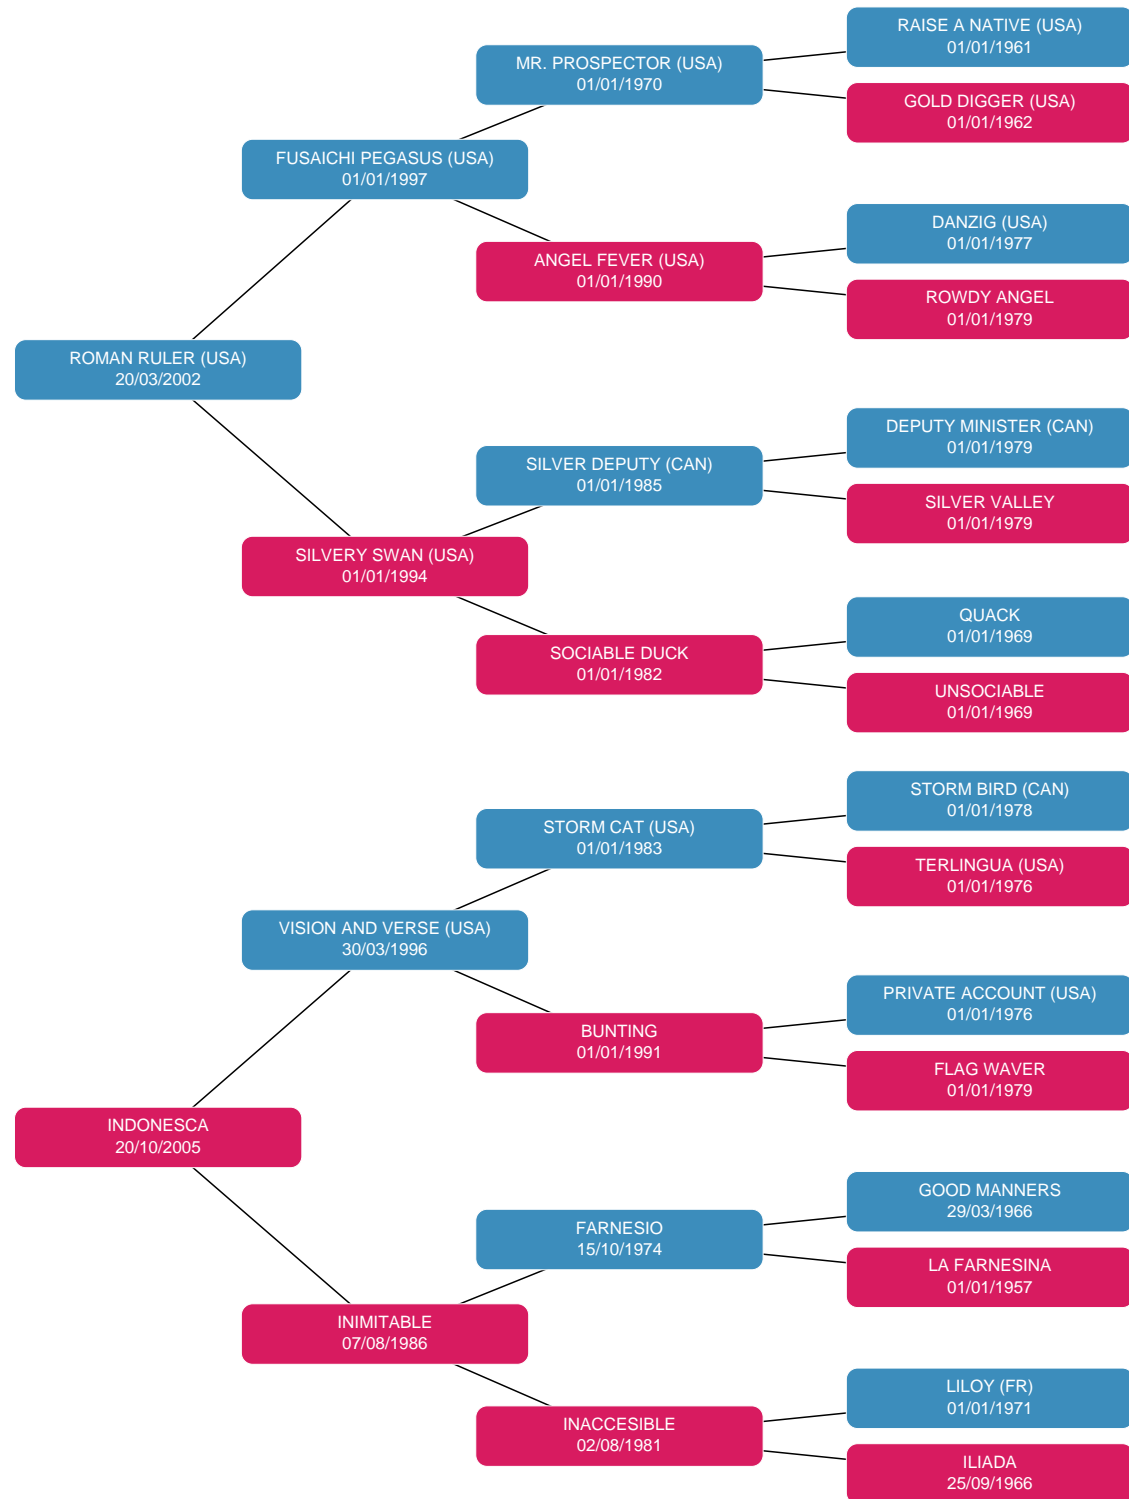 RAISE A NATIVE (USA)
01/01/1961
MR. PROSPECTOR (USA)
01/01/1970
GOLD DIGGER (USA)
01/01/1962
FUSAICHI PEGASUS (USA)
01/01/1997
DANZIG (USA)
01/01/1977
ANGEL FEVER (USA)
01/01/1990
ROWDY ANGEL
01/01/1979
ROMAN RULER (USA)
20/03/2002
DEPUTY MINISTER (CAN)
01/01/1979
SILVER DEPUTY (CAN)
01/01/1985
SILVER VALLEY
01/01/1979
SILVERY SWAN (USA)
01/01/1994
QUACK
01/01/1969
SOCIABLE DUCK
01/01/1982
UNSOCIABLE
01/01/1969
STORM BIRD (CAN)
01/01/1978
STORM CAT (USA)
01/01/1983
TERLINGUA (USA)
01/01/1976
VISION AND VERSE (USA)
30/03/1996
PRIVATE ACCOUNT (USA)
01/01/1976
BUNTING
01/01/1991
FLAG WAVER
01/01/1979
INDONESCA
20/10/2005
GOOD MANNERS
29/03/1966
FARNESIO
15/10/1974
LA FARNESINA
01/01/1957
INIMITABLE
07/08/1986
LILOY (FR)
01/01/1971
INACCESIBLE
02/08/1981
ILIADA
25/09/1966